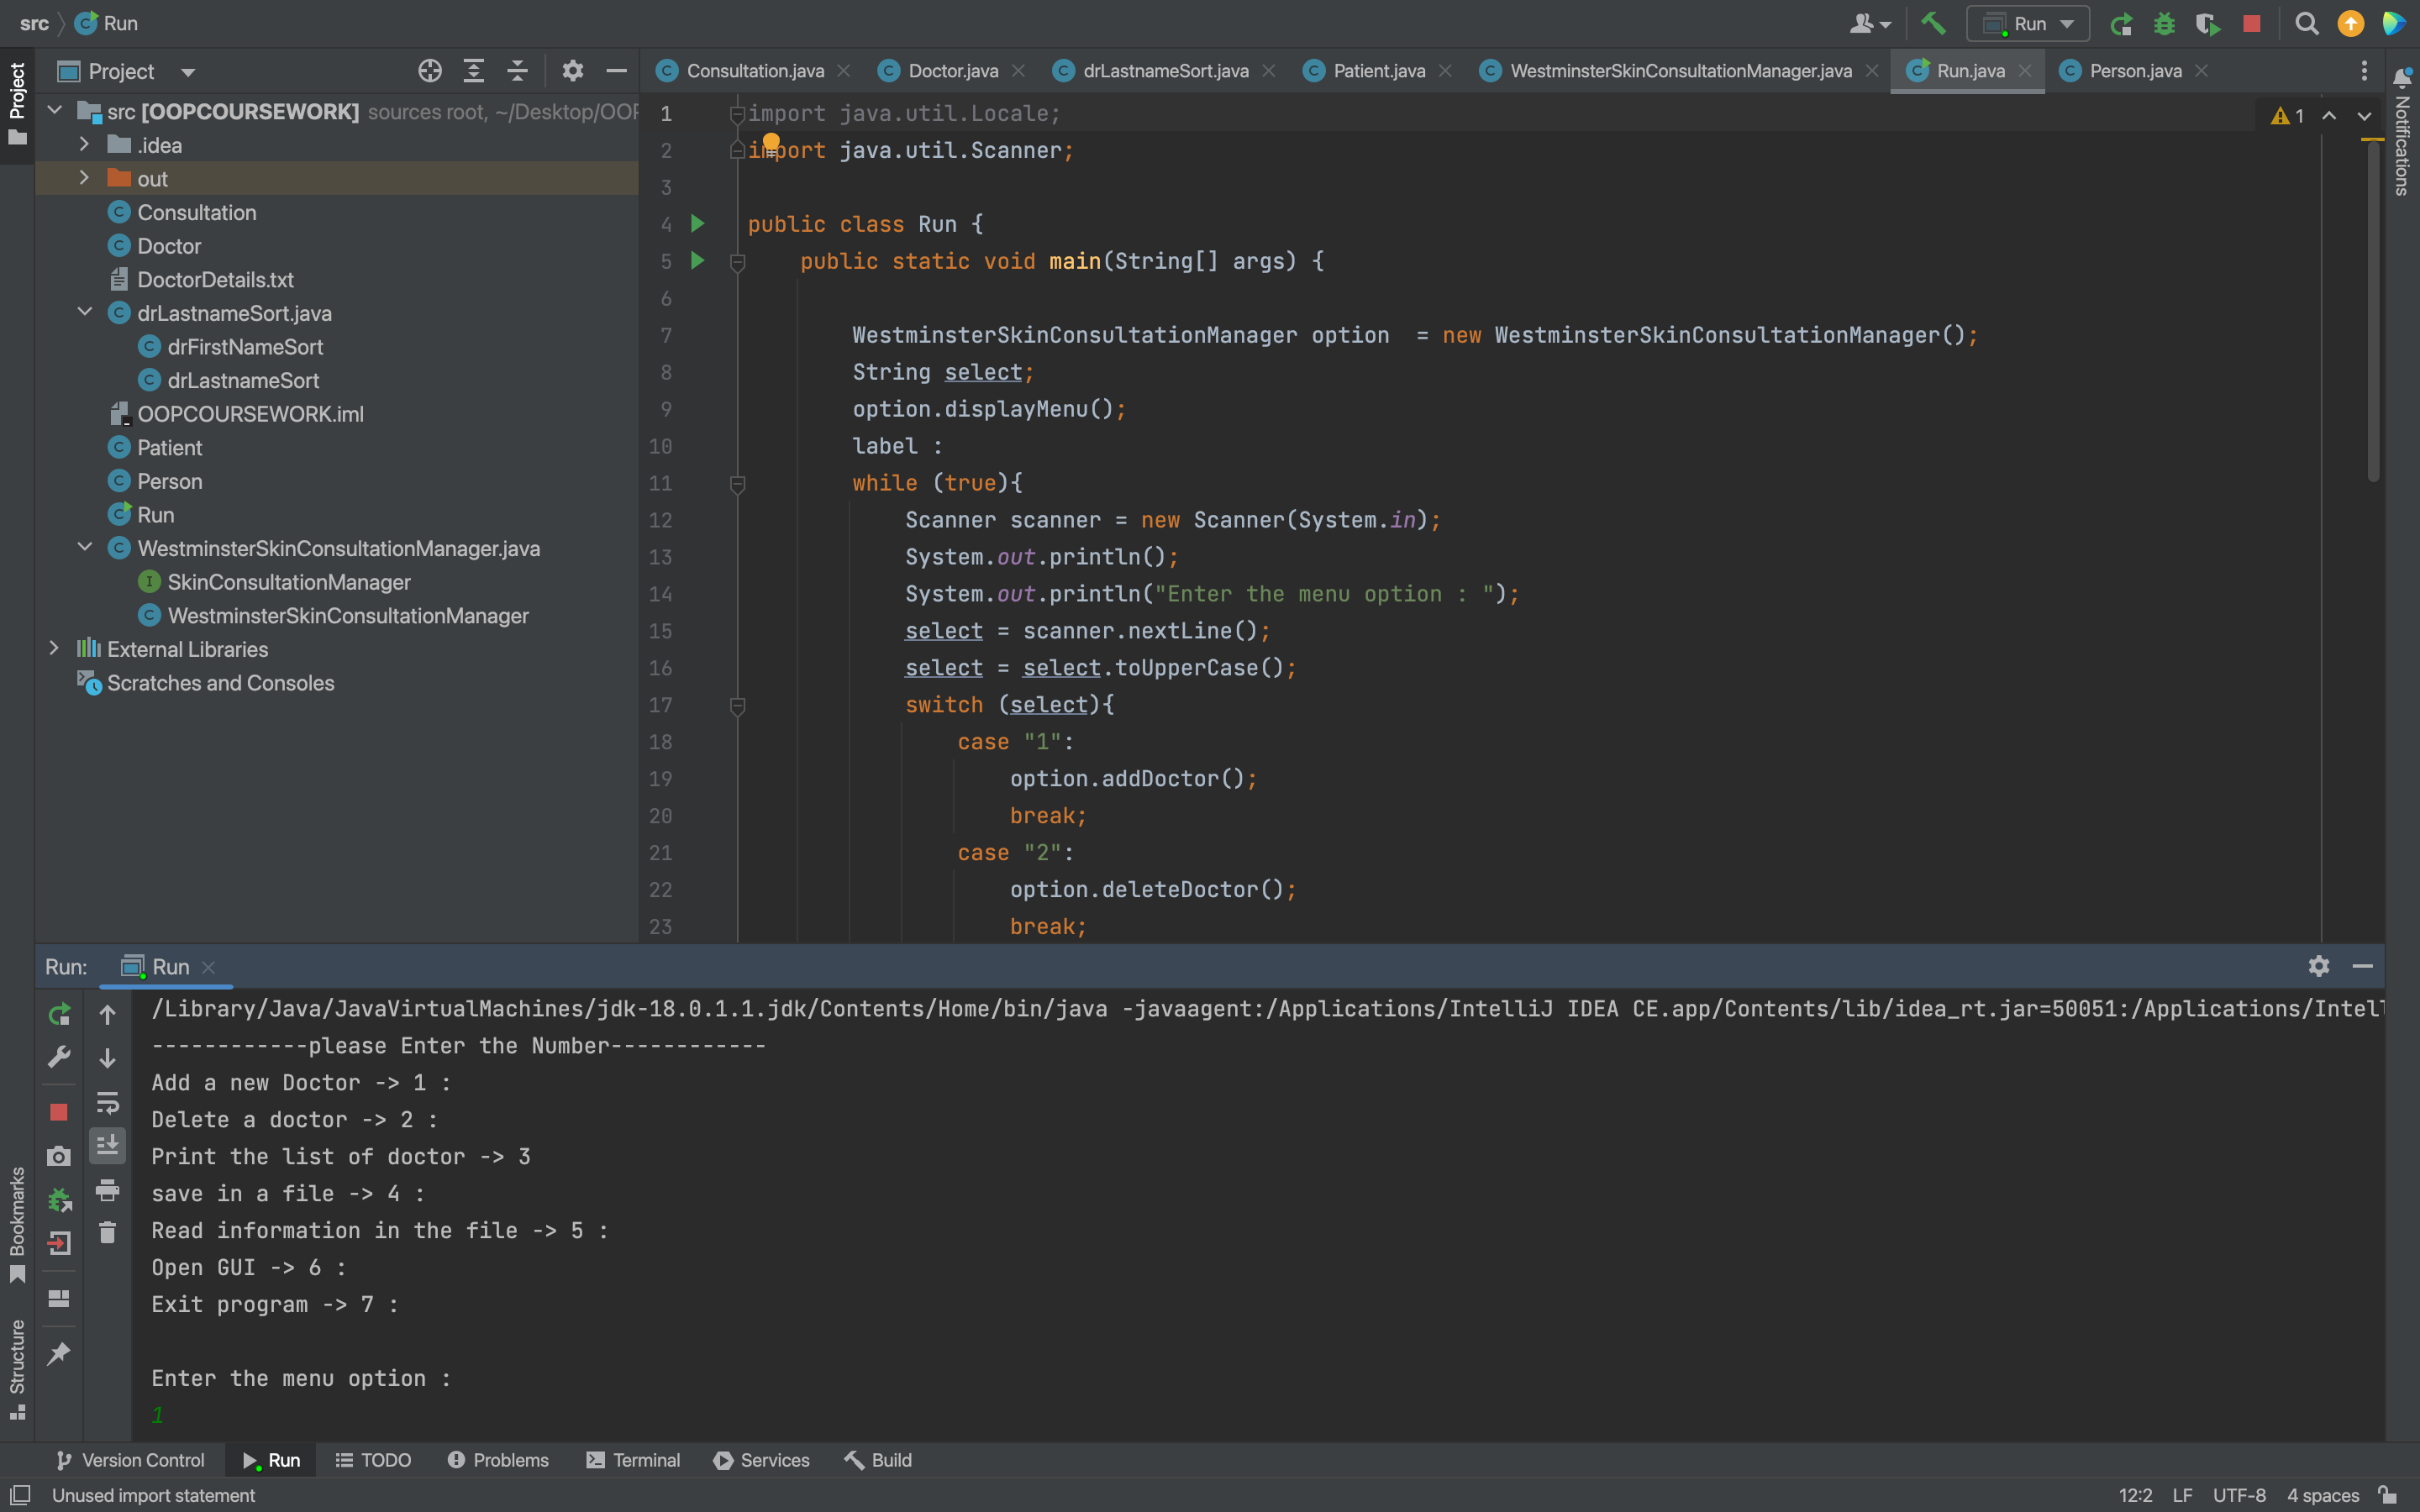 src Run
Run
Project
Consultation.java Doctor.java drLastnameSort.java Patient.java WestminsterSkinConsultationManager.java Run.java Person.java
Project
Notifications
src [OOPCOURSEWORK] sources root, ~/Desktop/OOP
.idea
out
Consultation
Doctor
DoctorDetails.txt
drLastnameSort.java
drFirstNameSort
drLastnameSort
OOPCOURSEWORK.iml
Patient
Person
Run
WestminsterSkinConsultationManager.java
SkinConsultationManager
WestminsterSkinConsultationManager
External Libraries
Scratches and Consoles
1 import java.util.Locale;
1
2 import java.util.Scanner;
3
4 public class Run {
5 public static void main(String[] args) {
6
7 WestminsterSkinConsultationManager option  = new WestminsterSkinConsultationManager();
8 String select;
9 option.displayMenu();
10 label :
11 while (true){
12 Scanner scanner = new Scanner(System.in);
13 System.out.println();
14 System.out.println("Enter the menu option : ");
15 select = scanner.nextLine();
16 select = select.toUpperCase();
17 switch (select){
18 case "1":
19 option.addDoctor();
20 break;
21 case "2":
22 option.deleteDoctor();
23 break;
Run: Run
/Library/Java/JavaVirtualMachines/jdk-18.0.1.1.jdk/Contents/Home/bin/java -javaagent:/Applications/IntelliJ IDEA CE.app/Contents/lib/idea_rt.jar=50051:/Applications/Intel
------------please Enter the Number------------
Add a new Doctor -> 1 :
Delete a doctor -> 2 :
Print the list of doctor -> 3
save in a file -> 4 :
Read information in the file -> 5 :
Open GUI -> 6 :
Exit program -> 7 :
Enter the menu option :
1
Bookmarks
Structure
Version Control Run TODO Problems Terminal Services Build
Unused import statement 12:2 LF UTF-8 4 spaces